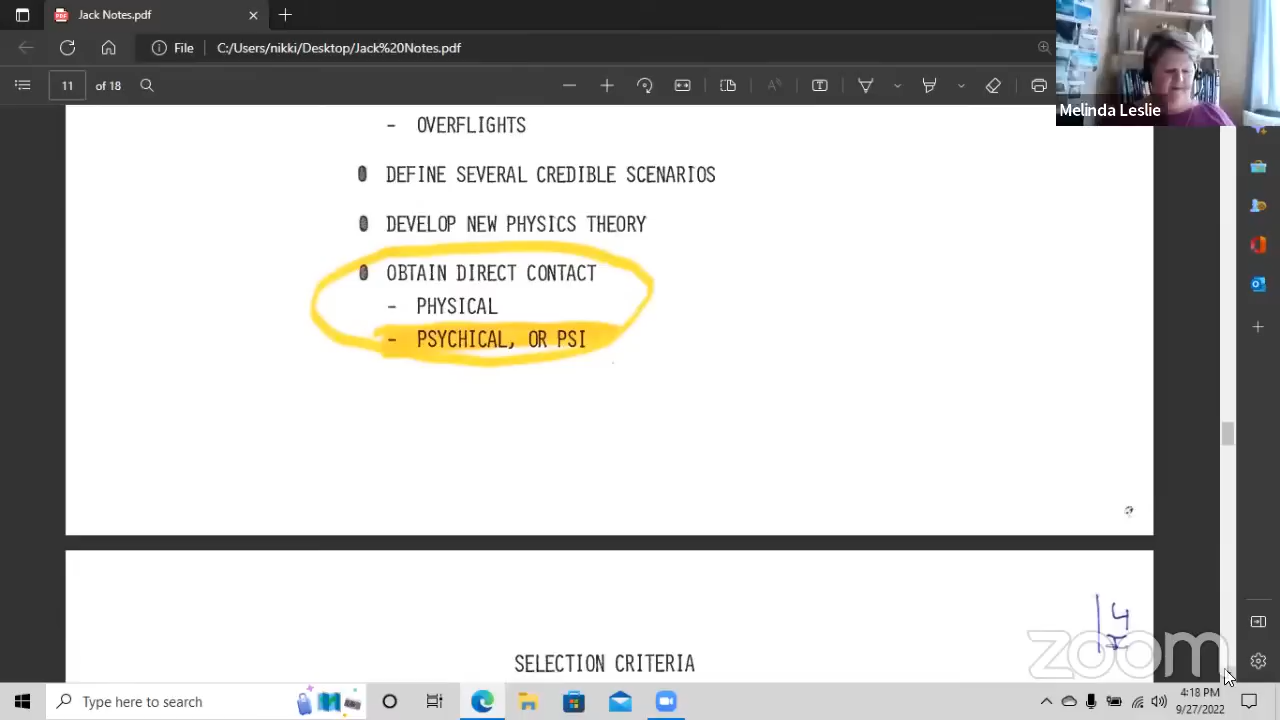 Jack Notes.pdf
File C:/Users/nikki/Desktop/Jack%20Notes.pdf
11 of 18
Melinda Leslie
- OVERFLIGHTS
DEFINE SEVERAL CREDIBLE SCENARIOS
DEVELOP NEW PHYSICS THEORY
OBTAIN DIRECT CONTACT
- PHYSICAL
- PSYCHICAL, OR PSI
SELECTION CRITERIA
zoom
Type here to search
4:18 PM
9/27/2022